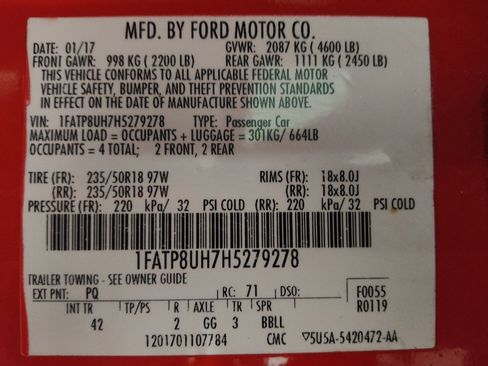 MFD. BY FORD MOTOR CO.
DATE: 01/17 GVWR: 2087 KG (4600 LB)
FRONT GAWR: 998 KG (2200 LB) REAR GAWR: 1111 KG (2450 LB)
THIS VEHICLE CONFORMS TO ALL APPLICABLE FEDERAL MOTOR
VEHICLE SAFETY, BUMPER, AND THEFT PREVENTION STANDARDS
IN EFFECT ON THE DATE OF MANUFACTURE SHOWN ABOVE.
VIN: 1FATP8UH7H5279278 TYPE: Passenger Car
MAXIMUM LOAD = OCCUPANTS + LUGGAGE = 301KG/ 664LB
OCCUPANTS = 4 TOTAL; 2 FRONT, 2 REAR
TIRE (FR): 235/50R18 97W RIMS (FR): 18x8.0J
(RR): 235/50R18 97W (RR): 18x8.0J
PRESSURE (FR): 220 kPa/ 32 PSI COLD (RR): 220 kPa/ 32 PSI COLD
1FATP8UH7H5279278
TRAILER TOWING - SEE OWNER GUIDE
EXT PNT: PQ RC: 71 DSO: F0055
R0119
INT TR TP/PS R AXLE TR SPR
42 2 GG 3 BBLL
1201701107784 CMC ▽5U5A-5420472-AA